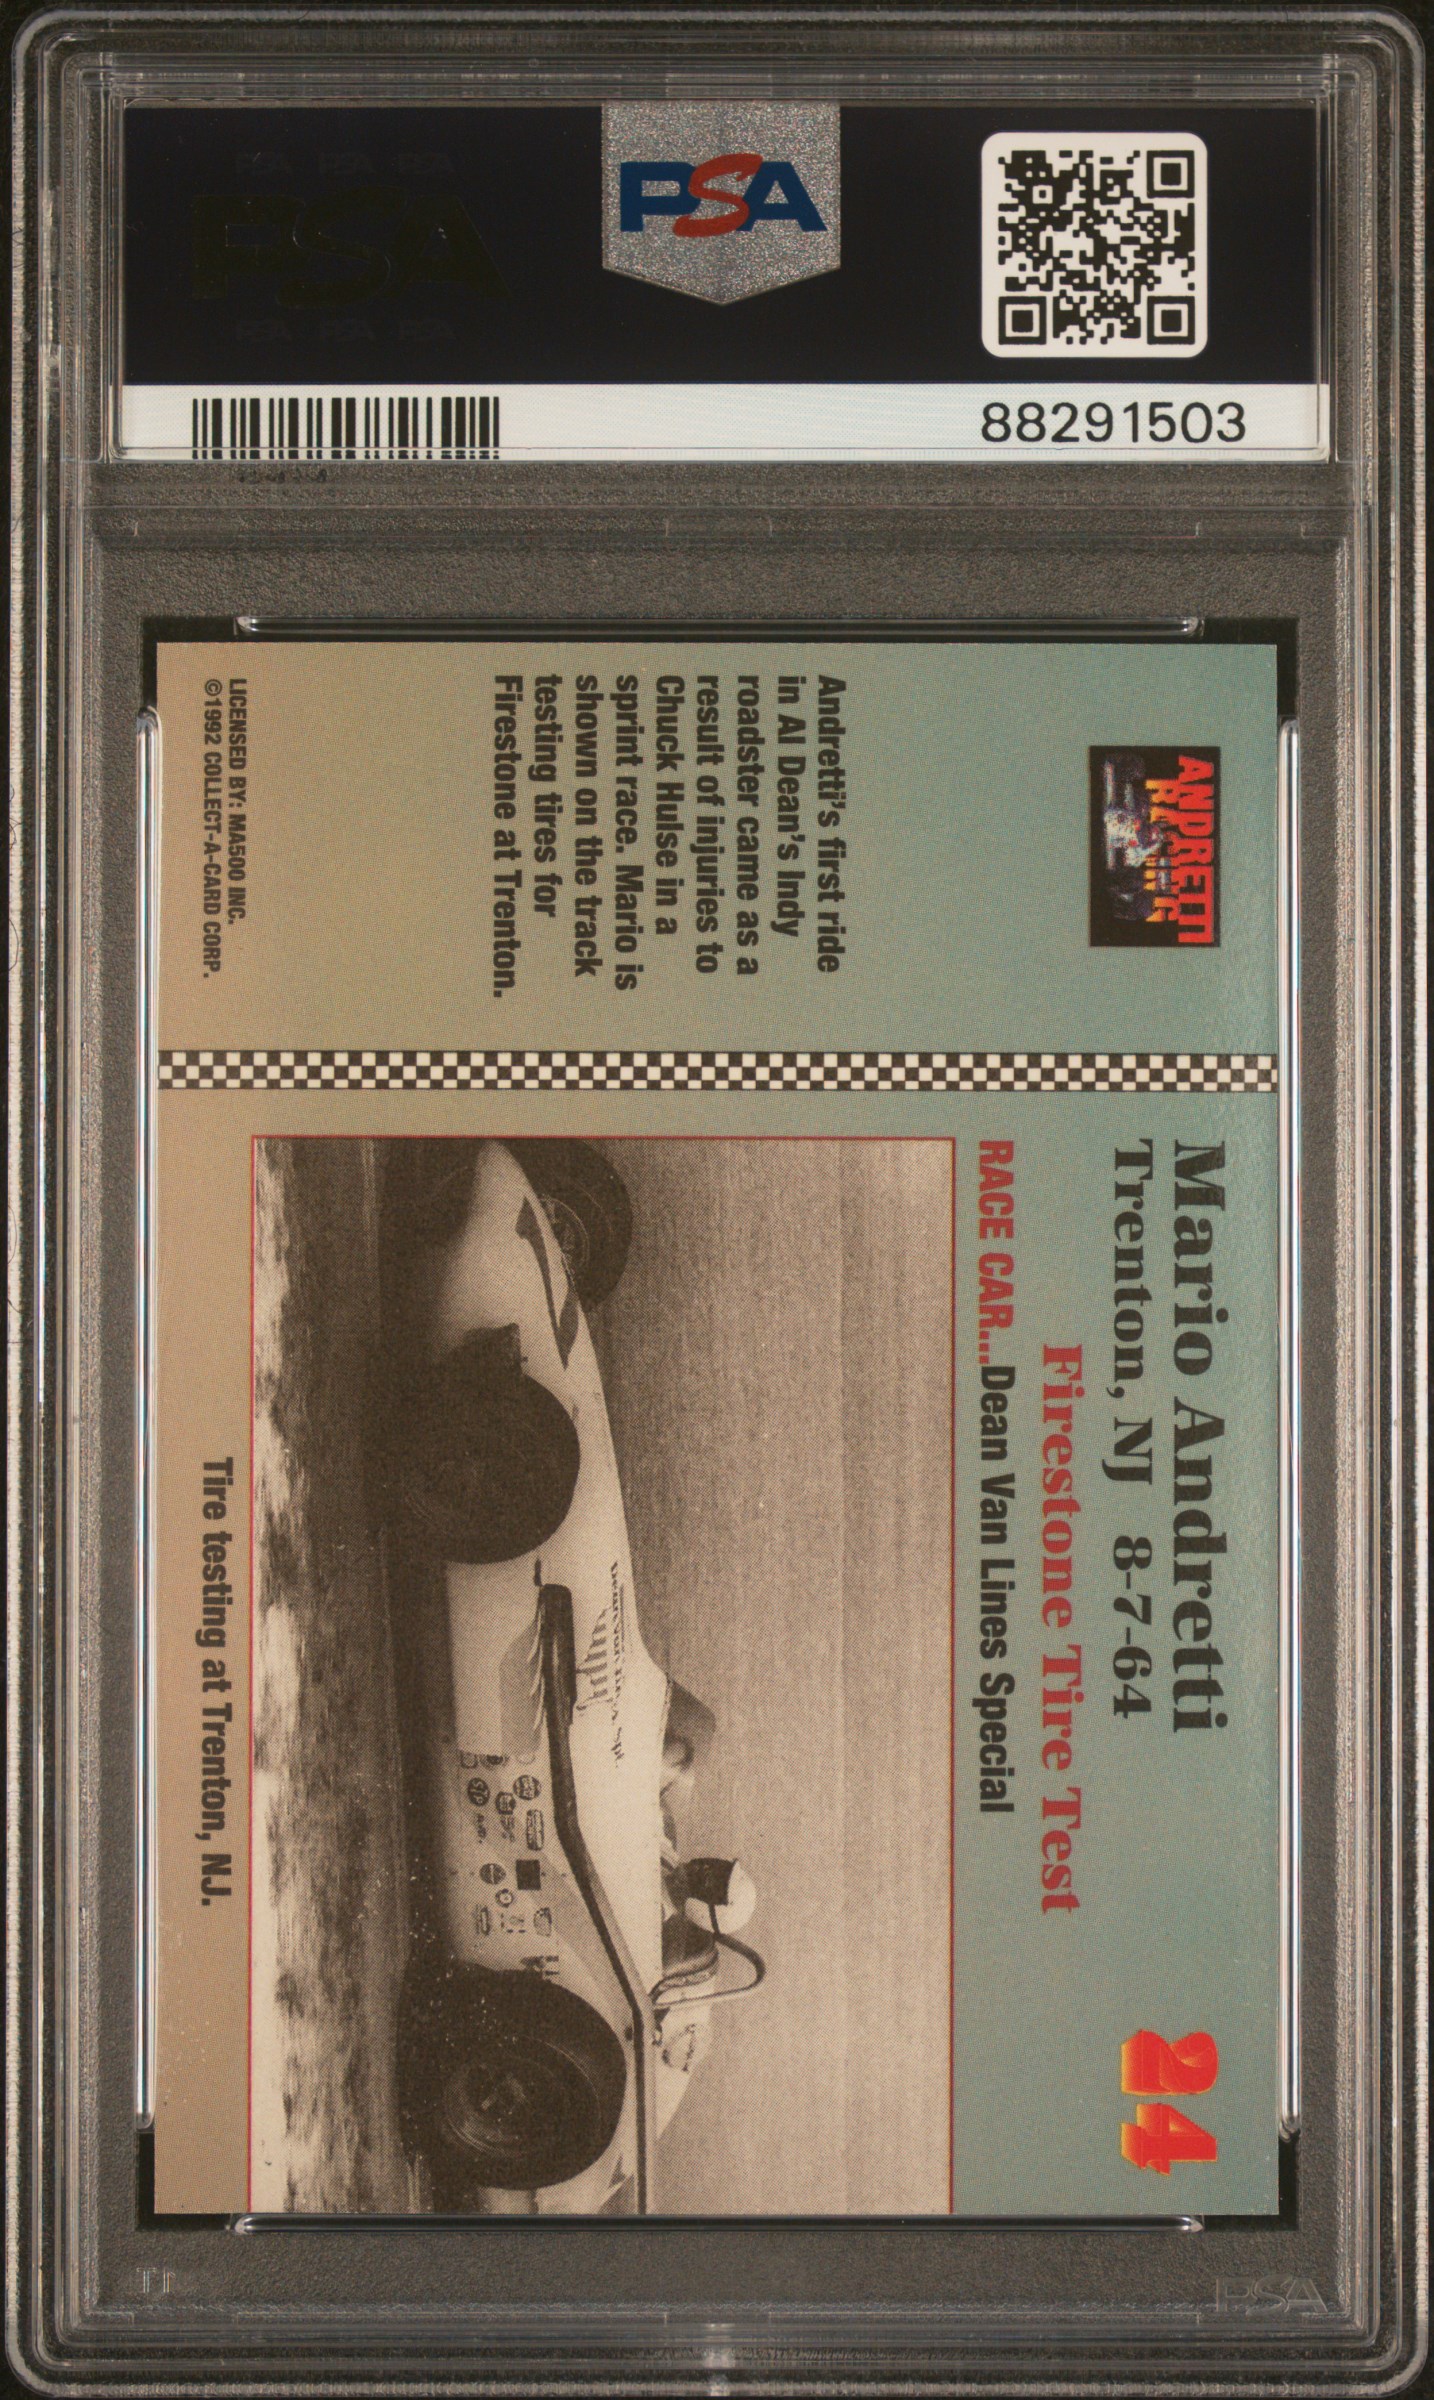 PSA
88291503
ANDRETTI
RACING
Andretti's first ride
in Al Dean's Indy
roadster came as a
result of injuries to
Chuck Hulse in a
sprint race. Mario is
shown on the track
testing tires for
Firestone at Trenton.
LICENSED BY: MA500 INC.
©1992 COLLECT-A-CARD CORP.
Mario Andretti
24
Trenton, NJ 8-7-64
Firestone Tire Test
RACE CAR...Dean Van Lines Special
STP
Tire testing at Trenton, NJ.
PSA